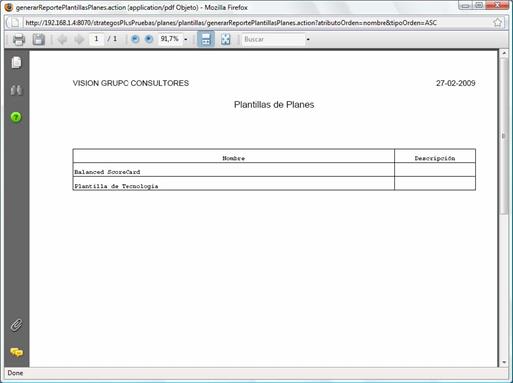 generarReportePlantillasPlanes.action (application/pdf Objeto) - Mozilla Firefox
http://192.168.1.4:8070/strategosPlusPruebas/planes/plantillas/generarReportePlantillasPlanes.action?atributoOrden=nombre&tipoOrden=ASC
1 / 1 91,7% Buscar
VISION GRUPC CONSULTORES 27-02-2009
Plantillas de Planes
Nombre Descripción
Balanced ScoreCard
Plantilla de Tecnología
Done